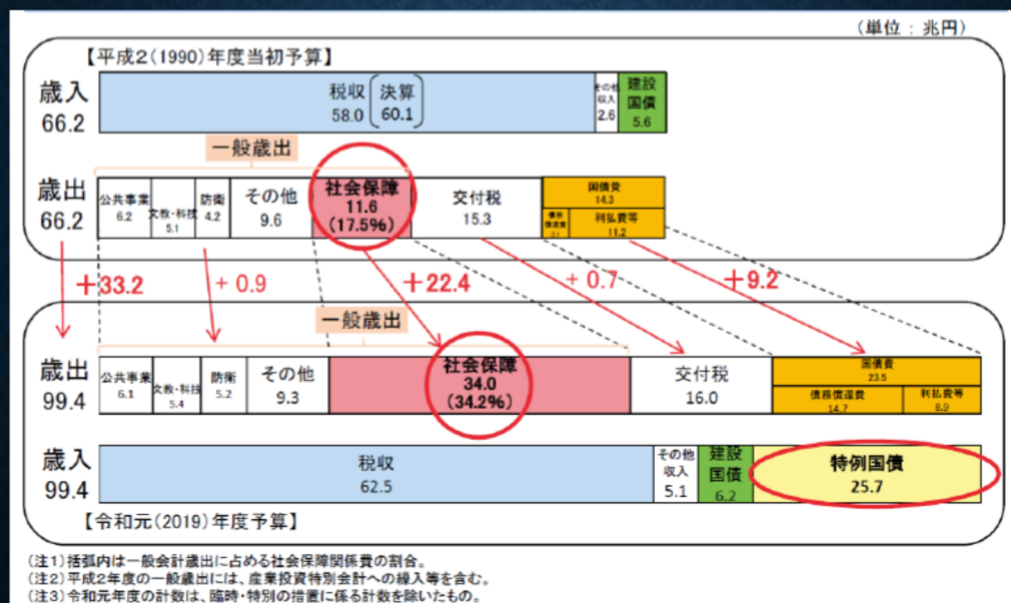 (単位 : 兆円)
【平成2(1990)年度当初予算】
歳入
66.2
税収
58.0
決算
60.1
その他
収入
2.6
建設
国債
5.6
一般歳出
歳出
66.2
公共事業
6.2
文教・科技
5.1
防衛
4.2
その他
9.6
社会保障
11.6
(17.5%)
交付税
15.3
国債費
14.3
利払費等
11.2
+33.2
+ 0.9
+22.4
+ 0.7
+9.2
一般歳出
歳出
99.4
公共事業
6.1
文教・科技
5.4
防衛
5.2
その他
9.3
社会保障
34.0
(34.2%)
交付税
16.0
国債費
23.5
債務償還費
14.7
利払費等
8.9
歳入
99.4
税収
62.5
その他
収入
5.1
建設
国債
6.2
特例国債
25.7
【令和元(2019)年度予算】
(注1)括弧内は一般会計歳出に占める社会保障関係費の割合。
(注2)平成2年度の一般歳出には、産業投資特別会計への繰入等を含む。
(注3)令和元年度の計数は、臨時・特別の措置に係る計数を除いたもの。